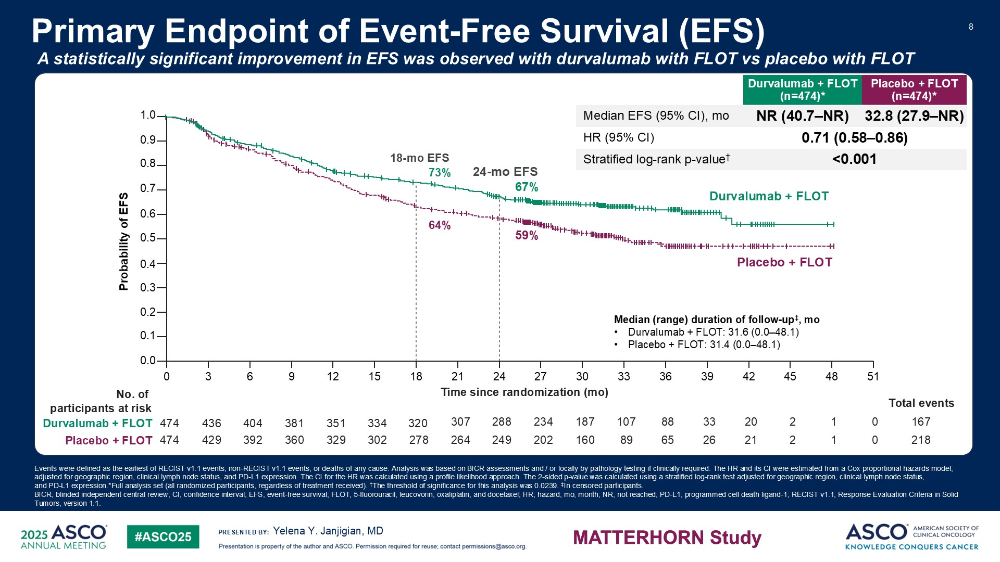 Primary Endpoint of Event-Free Survival (EFS)
8
A statistically significant improvement in EFS was observed with durvalumab with FLOT vs placebo with FLOT
Durvalumab + FLOT (n=474)*
Placebo + FLOT (n=474)*
Median EFS (95% CI), mo NR (40.7–NR) 32.8 (27.9–NR)
HR (95% CI) 0.71 (0.58–0.86)
Stratified log-rank p-value† <0.001
Probability of EFS
1.0
0.9
0.8
0.7
0.6
0.5
0.4
0.3
0.2
0.1
0.0
18-mo EFS
73%
24-mo EFS
67%
64%
59%
Durvalumab + FLOT
Placebo + FLOT
Median (range) duration of follow-up‡, mo
• Durvalumab + FLOT: 31.6 (0.0–48.1)
• Placebo + FLOT: 31.4 (0.0–48.1)
0 3 6 9 12 15 18 21 24 27 30 33 36 39 42 45 48 51
Time since randomization (mo)
No. of
participants at risk
Total events
Durvalumab + FLOT 474 436 404 381 351 334 320 307 288 234 187 107 88 33 20 2 1 0 167
Placebo + FLOT 474 429 392 360 329 302 278 264 249 202 160 89 65 26 21 2 1 0 218
Events were defined as the earliest of RECIST v1.1 events, non-RECIST v1.1 events, or deaths of any cause. Analysis was based on BICR assessments and / or locally by pathology testing if clinically required. The HR and its CI were estimated from a Cox proportional hazards model,
adjusted for geographic region, clinical lymph node status, and PD-L1 expression. The CI for the HR was calculated using a profile likelihood approach. The 2-sided p-value was calculated using a stratified log-rank test adjusted for geographic region, clinical lymph node status,
and PD-L1 expression.*Full analysis set (all randomized participants, regardless of treatment received). †The threshold of significance for this analysis was 0.0239. ‡In censored participants.
BICR, blinded independent central review; CI, confidence interval; EFS, event-free survival; FLOT, 5-fluorouracil, leucovorin, oxaliplatin, and docetaxel; HR, hazard; mo, month; NR, not reached; PD-L1, programmed cell death ligand-1; RECIST v1.1, Response Evaluation Criteria in Solid
Tumors, version 1.1.
2025 ASCO®
ANNUAL MEETING
#ASCO25
PRESENTED BY: Yelena Y. Janjigian, MD
Presentation is property of the author and ASCO. Permission required for reuse; contact permissions@asco.org.
MATTERHORN Study
ASCO® AMERICAN SOCIETY OF
CLINICAL ONCOLOGY
KNOWLEDGE CONQUERS CANCER